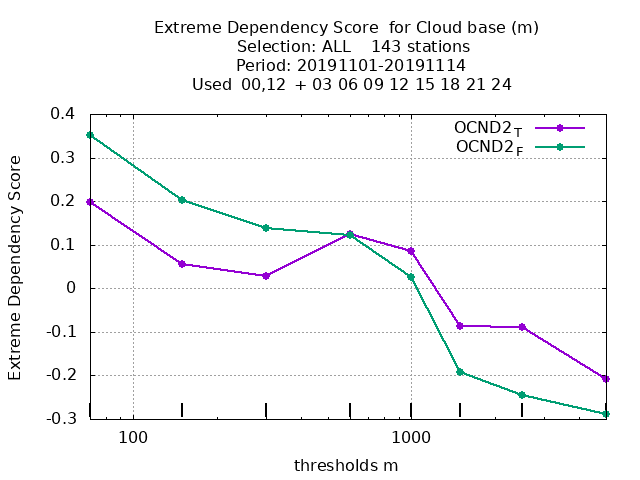 Extreme Dependency Score  for Cloud base (m)
Selection: ALL    143 stations
Period: 20191101-20191114
Used  00,12  + 03 06 09 12 15 18 21 24
OCND2T
OCND2F
Extreme Dependency Score
0.4
0.3
0.2
0.1
0
-0.1
-0.2
-0.3
100 1000
thresholds m